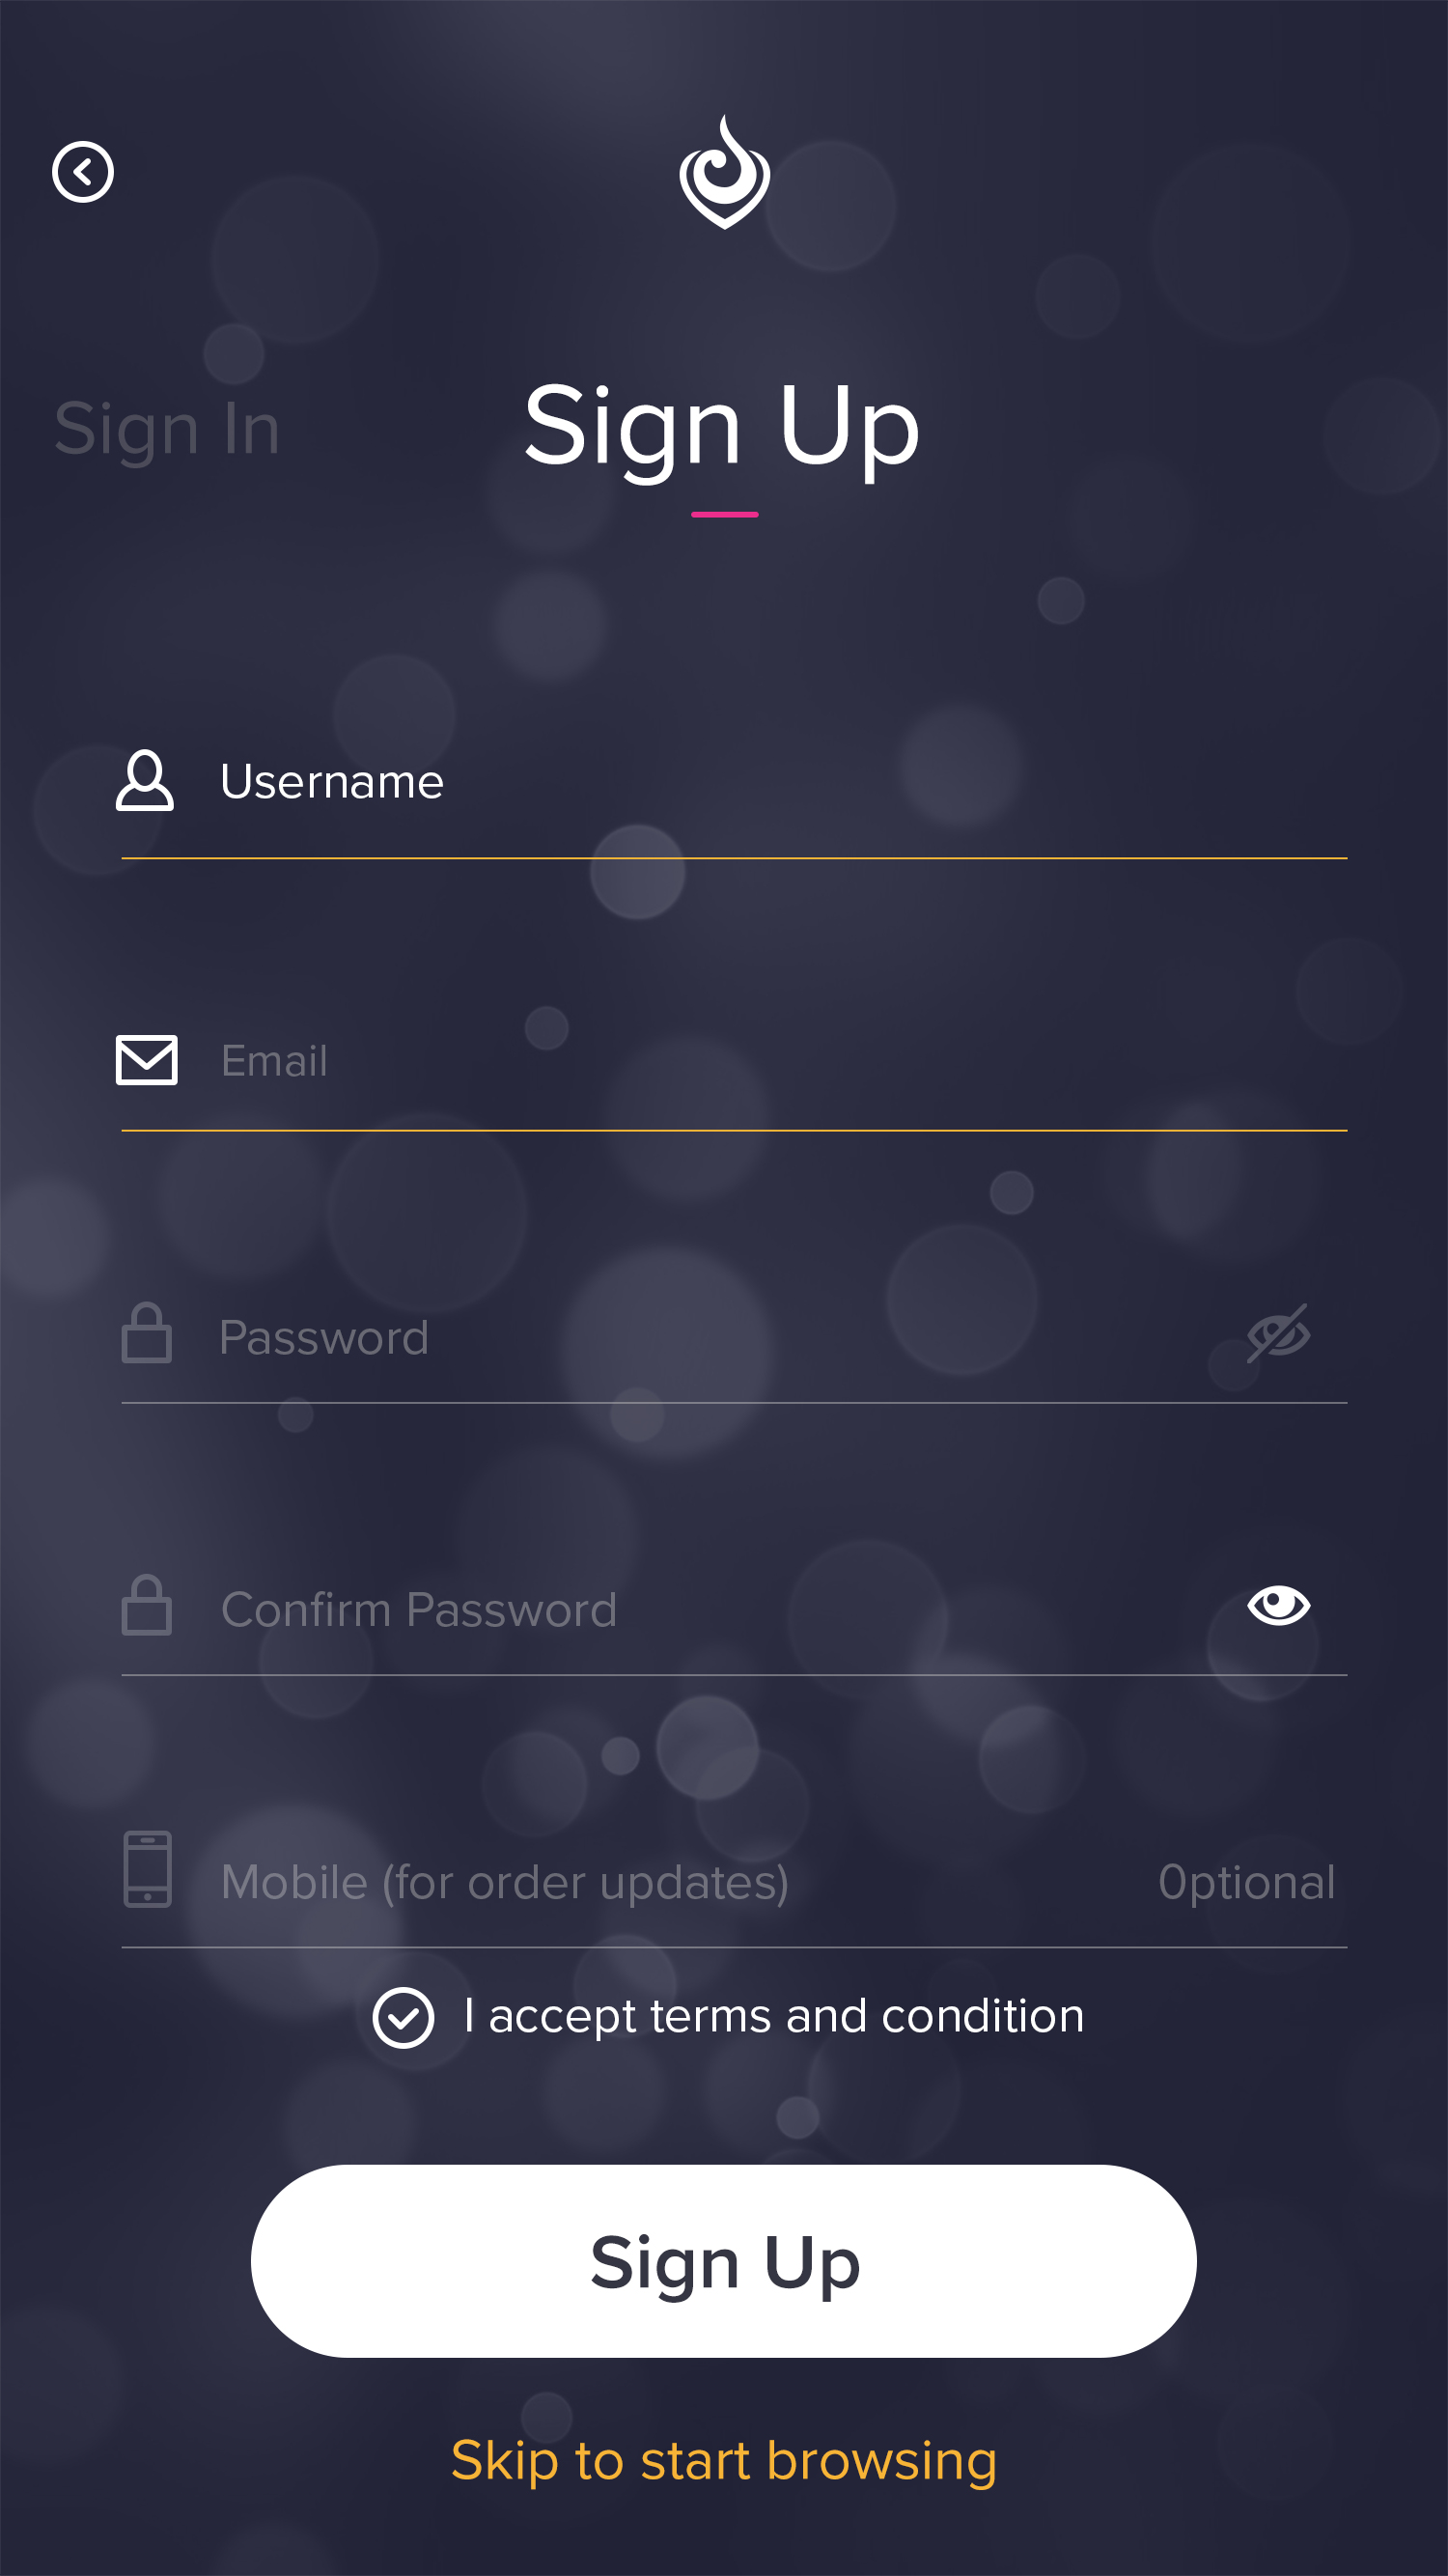 Sign In
Sign Up
Username
Email
Password
Confirm Password
Mobile (for order updates) 0ptional
I accept terms and condition
Sign Up
Skip to start browsing